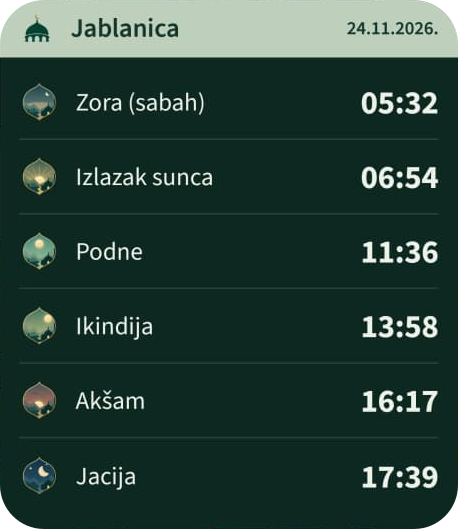 Jablanica 24.11.2026.
Zora (sabah) 05:32
Izlazak sunca 06:54
Podne 11:36
Ikindija 13:58
Akšam 16:17
Jacija 17:39